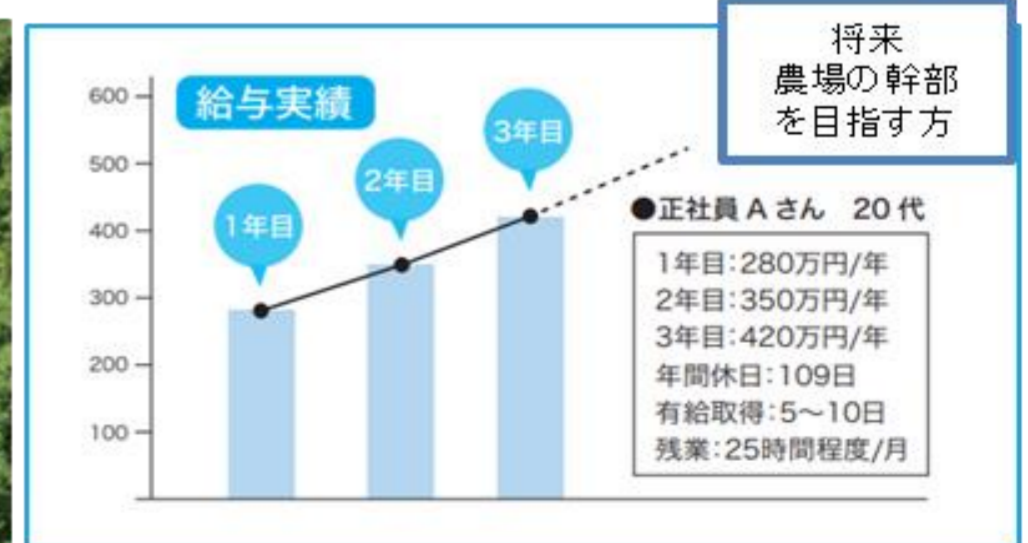 将来
農場の幹部
を目指す方
給与実績
600
500
400
300
200
100
1年目
2年目
3年目
●正社員 A さん 20 代
1年目:280万円/年
2年目:350万円/年
3年目:420万円/年
年間休日:109日
有給取得:5〜10日
残業:25時間程度/月